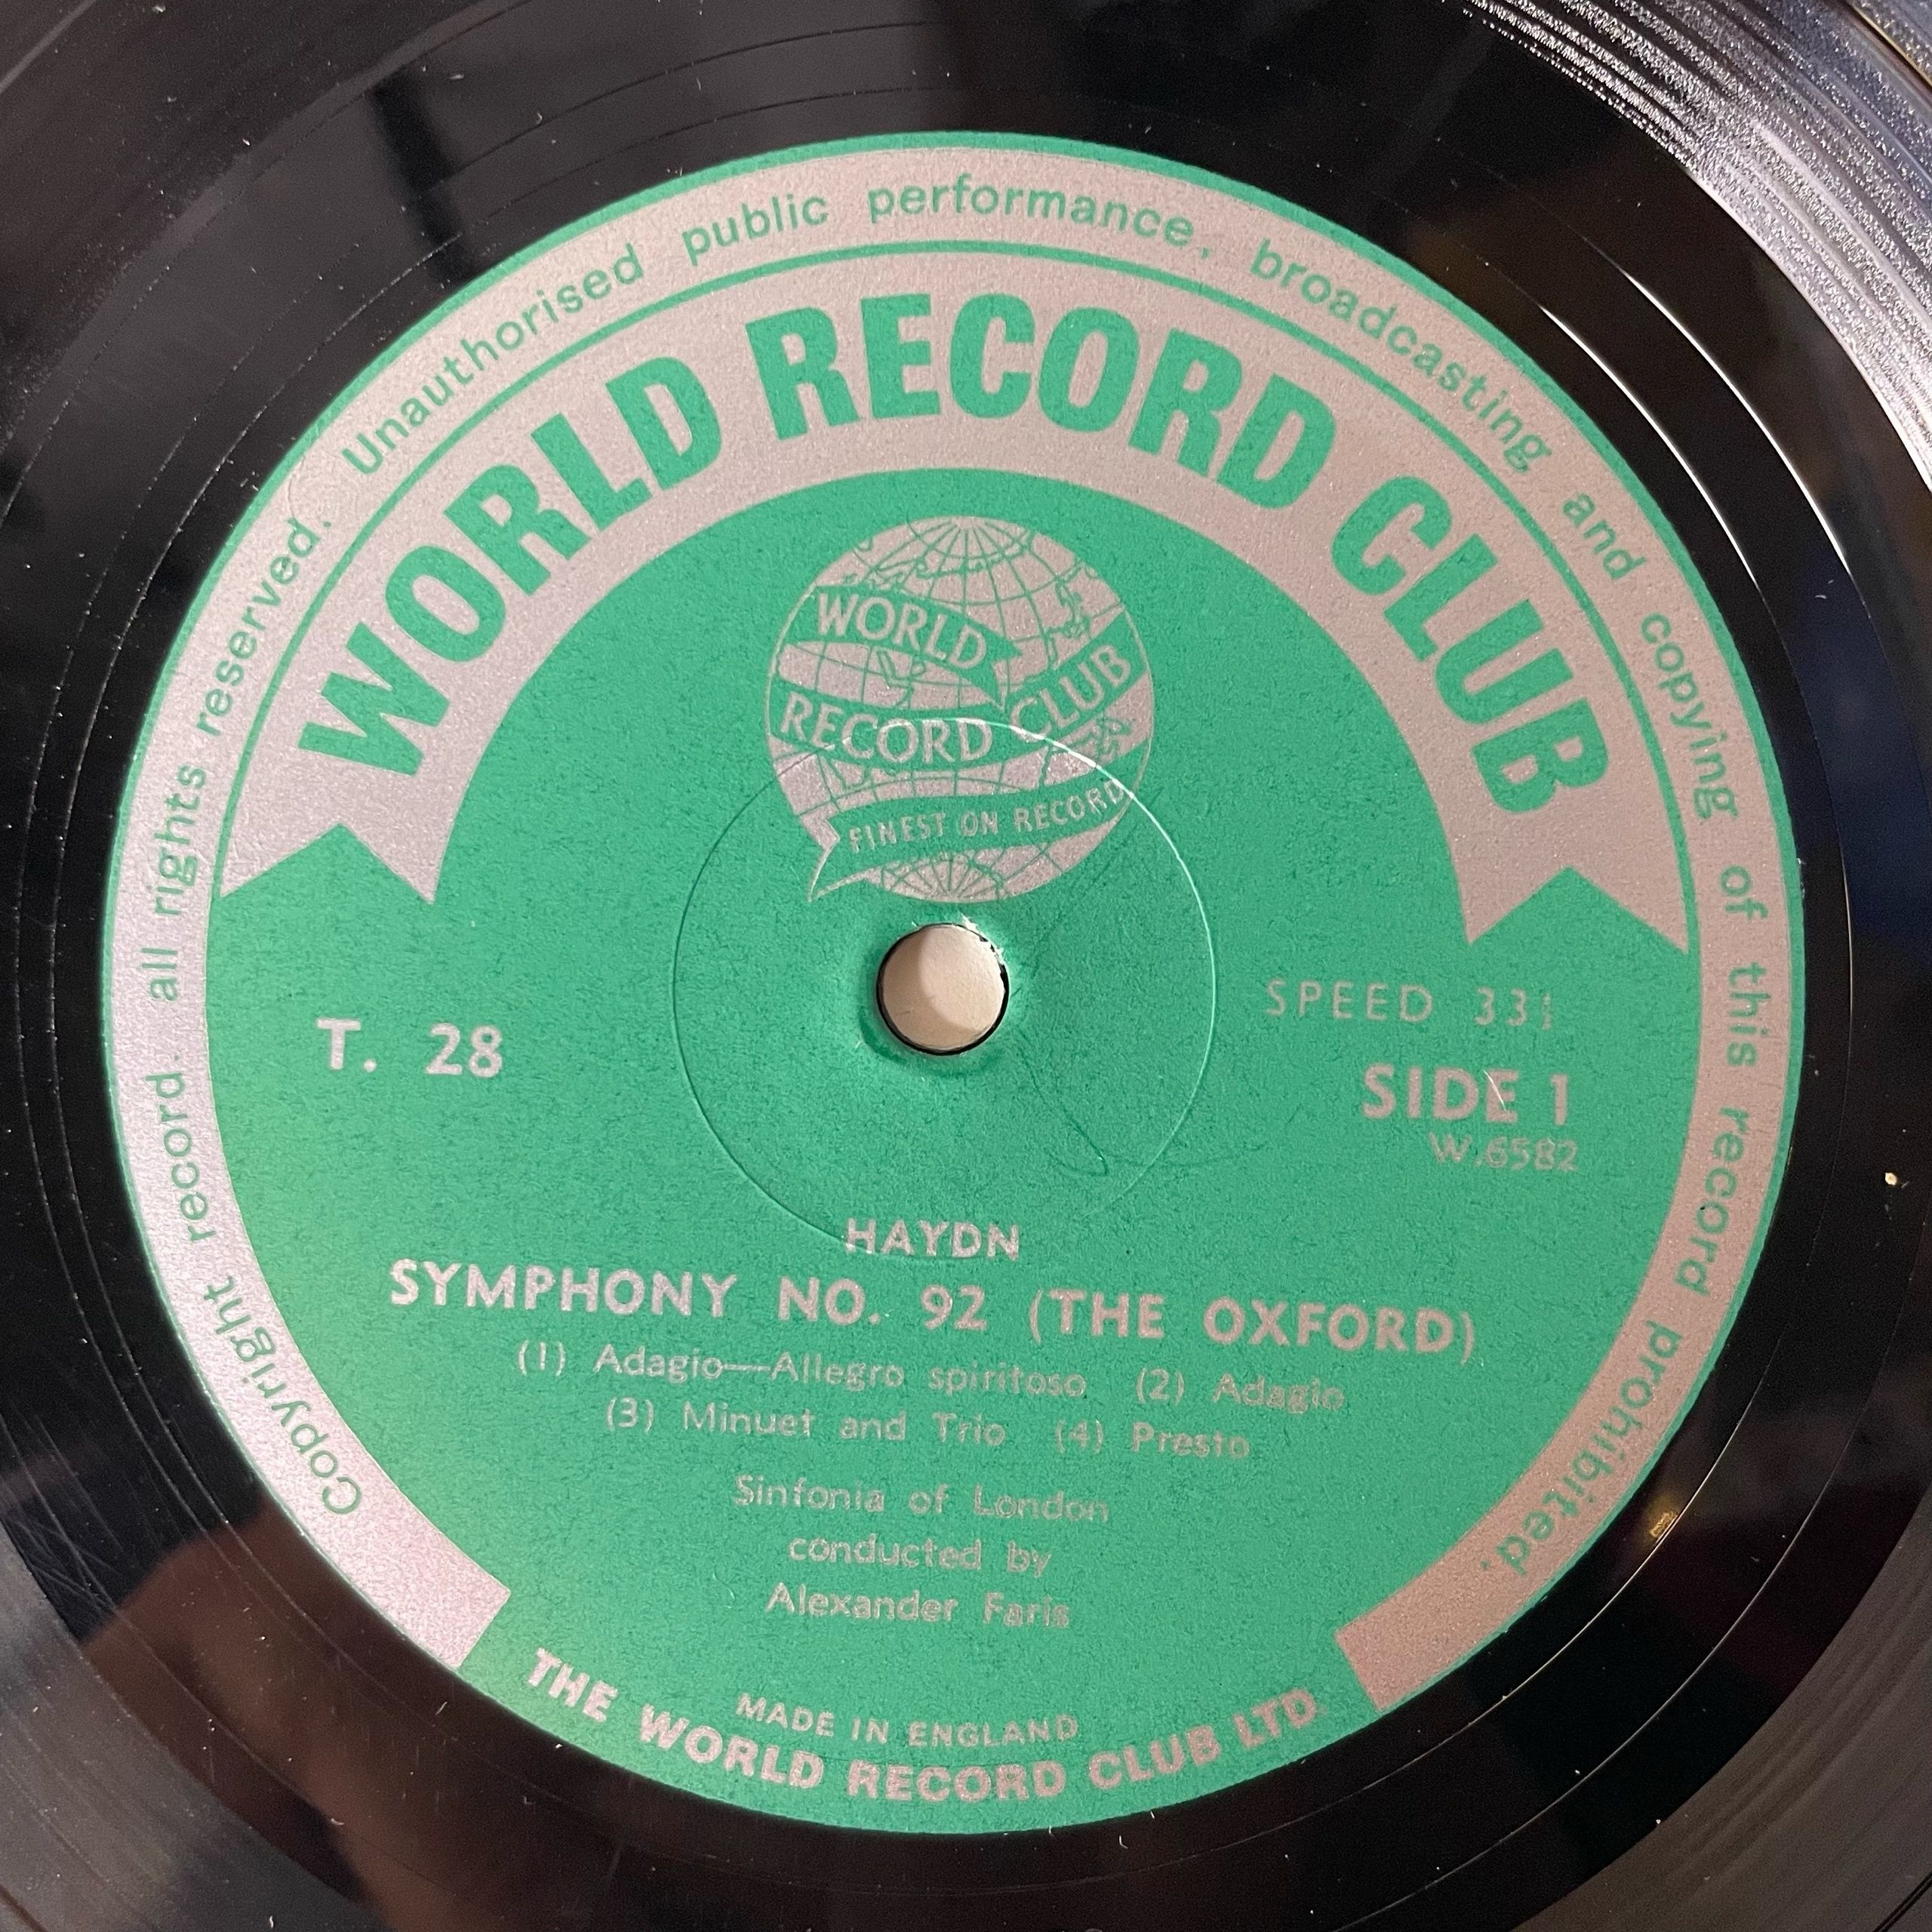 Copyright record. all rights reserved. Unauthorised public performance, broadcasting and copying of this record prohibited.
WORLD RECORD CLUB
WORLD
RECORD CLUB
FINEST ON RECORD
T. 28
SPEED 33⅓
SIDE 1
W.6582
HAYDN
SYMPHONY NO. 92 (THE OXFORD)
(1) Adagio—Allegro spiritoso (2) Adagio
(3) Minuet and Trio (4) Presto
Sinfonia of London
conducted by
Alexander Faris
MADE IN ENGLAND
THE WORLD RECORD CLUB LTD.